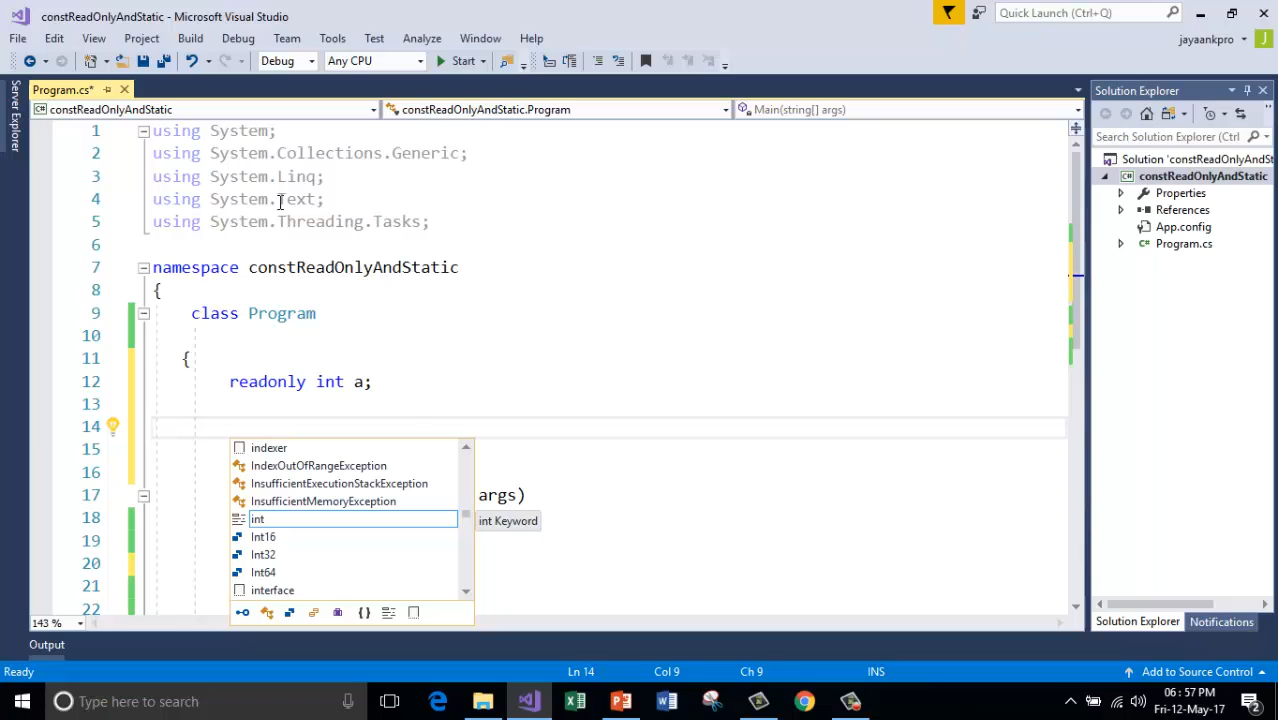 constReadOnlyAndStatic - Microsoft Visual Studio
Quick Launch (Ctrl+Q)
File Edit View Project Build Debug Team Tools Test Analyze Window Help
jayaankpro J
Debug Any CPU Start
Server Explorer
Program.cs*
Solution Explorer
constReadOnlyAndStatic constReadOnlyAndStatic.Program Main(string[] args)
Search Solution Explorer (Ctrl
Solution 'constReadOnlyAndS
constReadOnlyAndStatic
Properties
References
App.config
Program.cs
1 using System;
2 using System.Collections.Generic;
3 using System.Linq;
4 using System.Text;
5 using System.Threading.Tasks;
6
7 namespace constReadOnlyAndStatic
8 {
9 class Program
10
11 {
12 readonly int a;
13
14
15
16
17 args)
18
19
20
21
22
indexer
IndexOutOfRangeException
InsufficientExecutionStackException
InsufficientMemoryException
int
int Keyword
Int16
Int32
Int64
interface
143 %
Solution Explorer Notifications
Output
Ready Ln 14 Col 9 Ch 9 INS Add to Source Control
Type here to search
06:57 PM
Fri-12-May-17
2